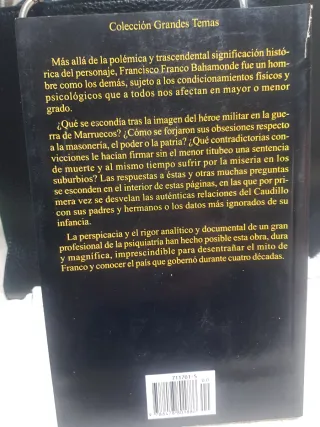 Colección Grandes Temas
Más allá de la polémica y trascendental significación histó-
rica del personaje, Francisco Franco Bahamonde fue un hom-
bre como los demás, sujeto a los condicionamientos físicos y
psicológicos que a todos nos afectan en mayor o menor
grado.
¿Qué se escondía tras la imagen del héroe militar en la gue-
rra de Marruecos? ¿Cómo se forjaron sus obsesiones respecto
a la masonería, el poder o la patria? ¿Qué contradictorias con-
vicciones le hacían firmar sin el menor titubeo una sentencia
de muerte y al mismo tiempo sufrir por la miseria en los
suburbios? Las respuestas a éstas y otras muchas preguntas
se esconden en el interior de estas páginas, en las que por pri-
mera vez se desvelan las auténticas relaciones del Caudillo
con sus padres y hermanos o los datos más ignorados de su
infancia.
La perspicacia y el rigor analítico y documental de un gran
profesional de la psiquiatría han hecho posible esta obra, dura
y magnífica, imprescindible para desentrañar el mito de
Franco y conocer el país que gobernó durante cuatro décadas.